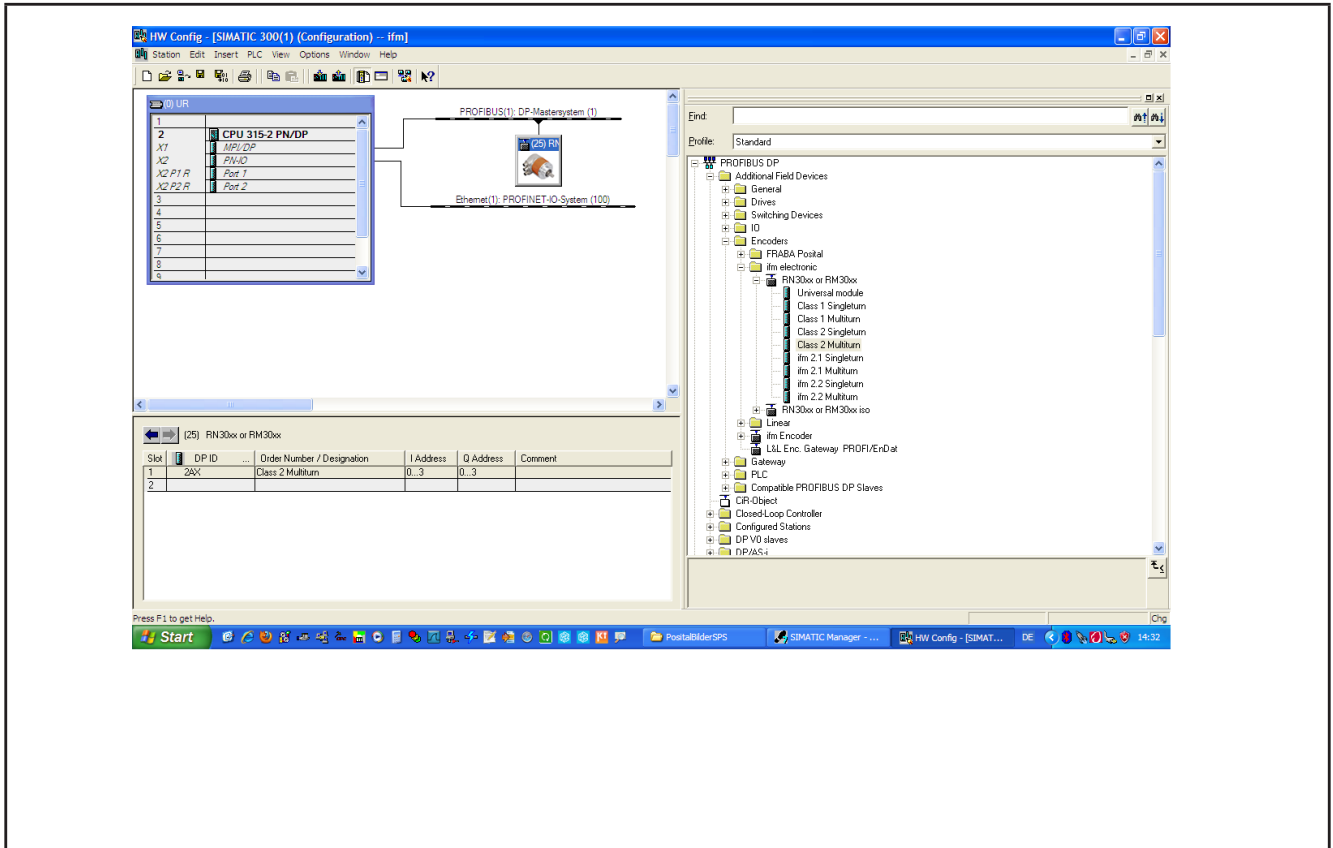 HW Config - [SIMATIC 300(1) (Configuration) -- ifm]
Station Edit Insert PLC View Options Window Help
(0) UR
1
2 CPU 315-2 PN/DP
X1 MPI/DP
X2 PN-IO
X2 P1 R Port 1
X2 P2 R Port 2
3
4
5
6
7
8
9
PROFIBUS(1): DP-Mastersystem (1)
(25) RN
Ethernet(1): PROFINET-IO-System (100)
(25) RN30xx or RM30xx
Slot DP ID ... Order Number / Designation I Address Q Address Comment
1 2AX Class 2 Multiturn 0...3 0...3
2
Find:
Profile: Standard
PROFIBUS DP
Additional Field Devices
General
Drives
Switching Devices
IO
Encoders
FRABA Posital
ifm electronic
RN30xx or RM30xx
Universal module
Class 1 Singleturn
Class 1 Multiturn
Class 2 Singleturn
Class 2 Multiturn
ifm 2.1 Singleturn
ifm 2.1 Multiturn
ifm 2.2 Singleturn
ifm 2.2 Multiturn
RN30xx or RM30xx iso
Linear
ifm Encoder
L&L Enc. Gateway PROFI/EnDat
Gateway
PLC
Compatible PROFIBUS DP Slaves
CiR-Object
Closed-Loop Controller
Configured Stations
DP V0 slaves
DP/AS-i
Press F1 to get Help.
Chg
Start
PositalBilderSPS
SIMATIC Manager - ...
HW Config - [SIMAT...
DE
14:32